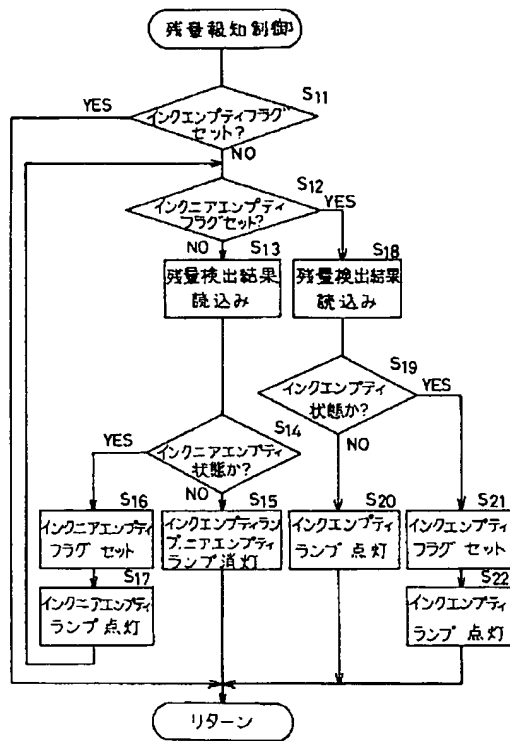 残量報知制御
S11
YES
インクエンプティフラグ
セット?
NO
S12
インクニアエンプティ
フラグセット?
YES
NO
S13
残量検出結果
読込み
S18
残量検出結果
読込み
S19
インクエンプティ
状態か?
YES
NO
S14
YES
インクニアエンプティ
状態か?
NO
S16
インクニアエンプティ
フラグ セット
S15
インクエンプティラン
プ,ニアエンプティ
ランプ消灯
S20
インクエンプティ
ランプ 点灯
S21
インクエンプティ
フラグ セット
S17
インクニアエンプティ
ランプ 点灯
S22
インクエンプティ
ランプ 点灯
リターン